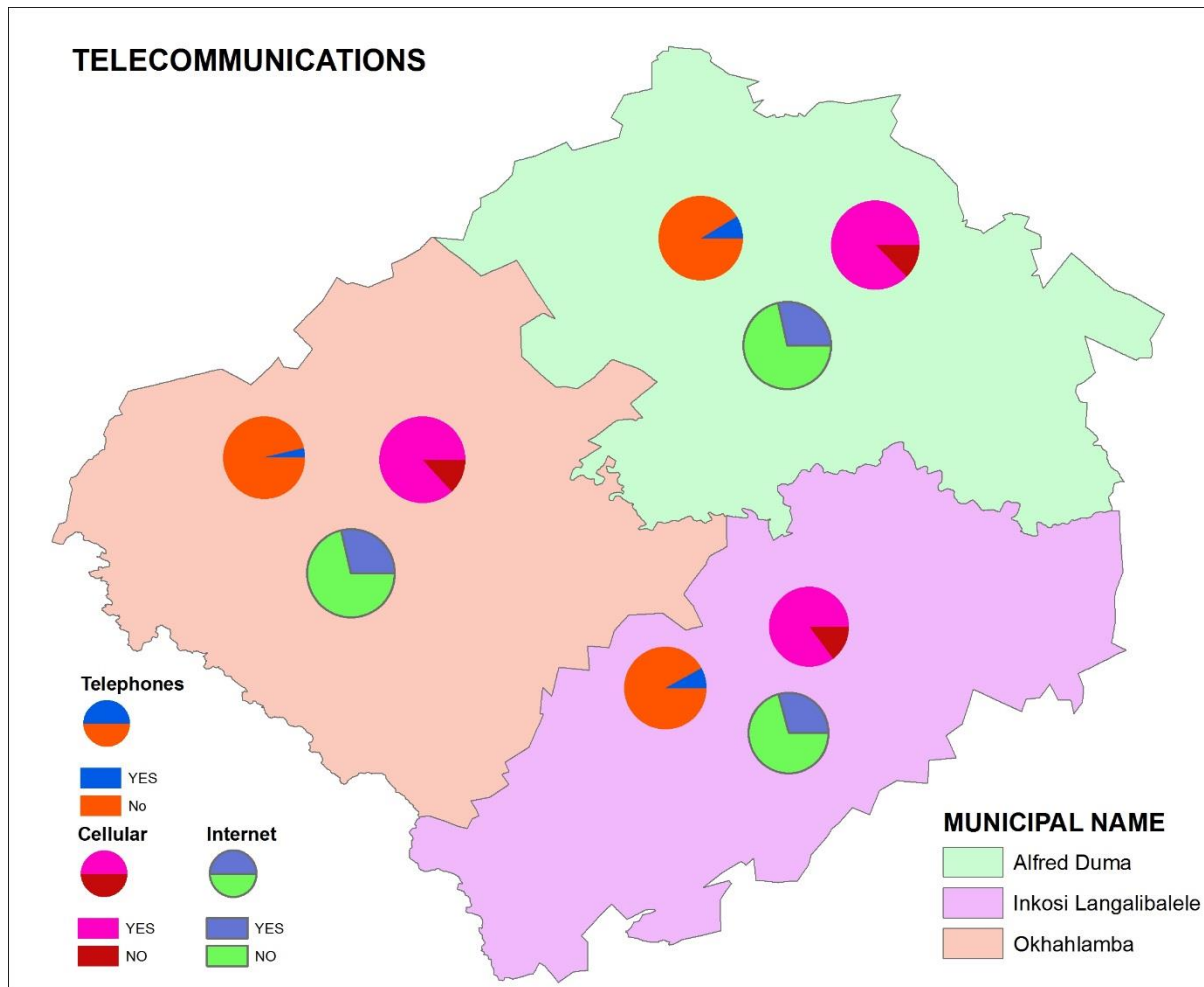 TELECOMMUNICATIONS
Telephones
YES
No
Cellular
YES
NO
Internet
YES
NO
MUNICIPAL NAME
Alfred Duma
Inkosi Langalibalele
Okhahlamba